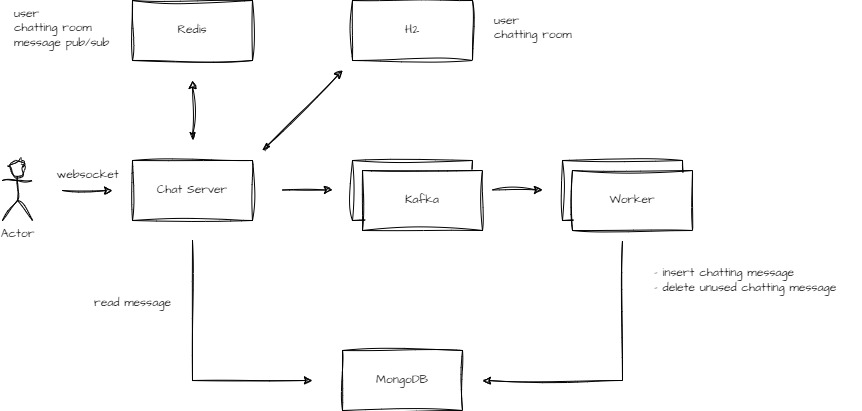 user
chatting room
message pub/sub
Redis
H2
user
chatting room
websocket
Chat Server
Kafka
Worker
Actor
- insert chatting message
- delete unused chatting message
read message
MongoDB